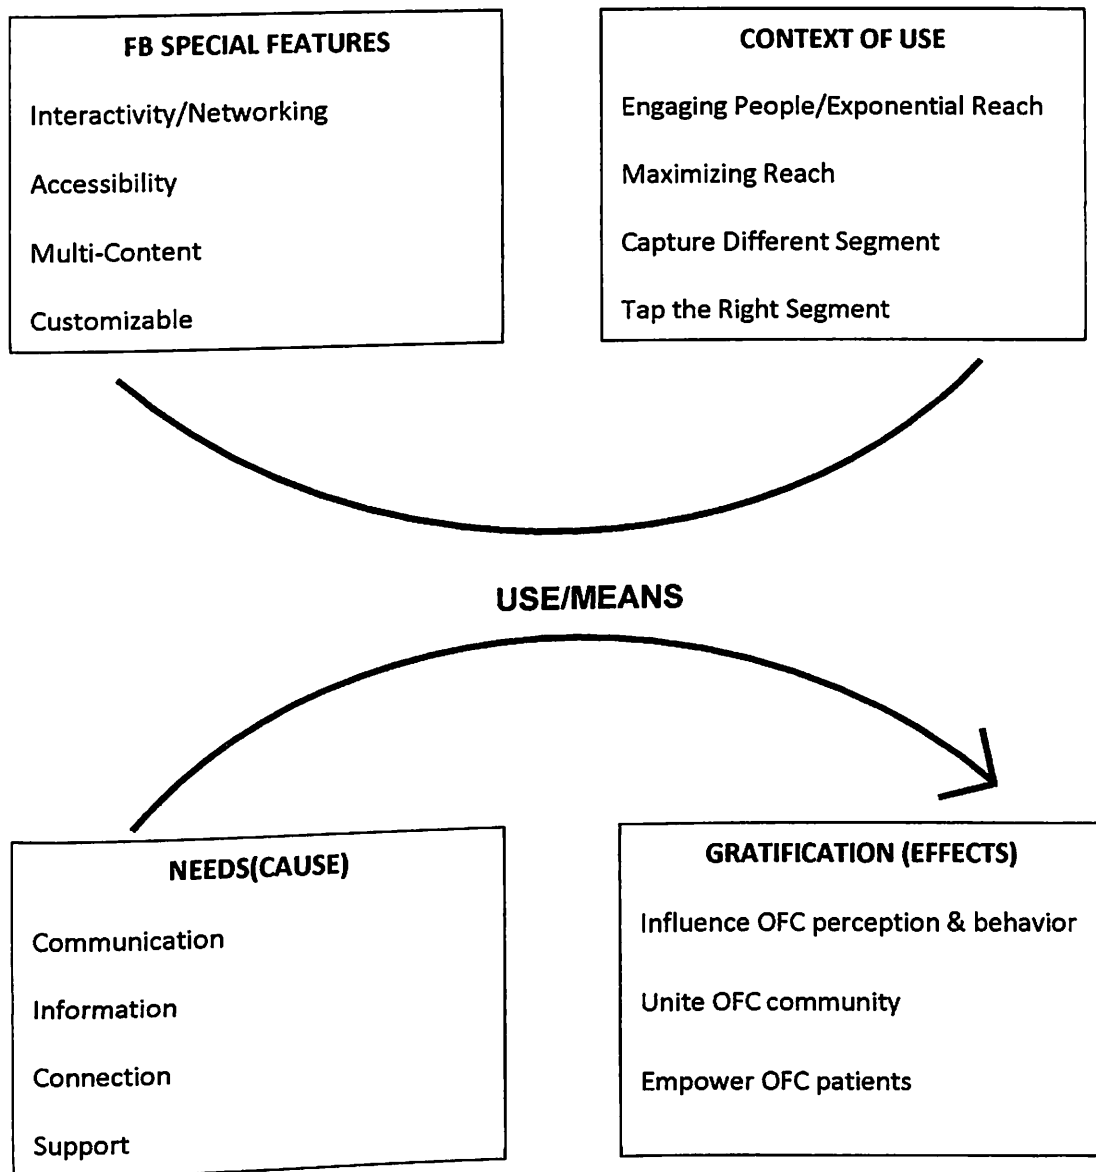 FB SPECIAL FEATURES
Interactivity/Networking
Accessibility
Multi-Content
Customizable
CONTEXT OF USE
Engaging People/Exponential Reach
Maximizing Reach
Capture Different Segment
Tap the Right Segment
USE/MEANS
NEEDS(CAUSE)
Communication
Information
Connection
Support
GRATIFICATION (EFFECTS)
Influence OFC perception & behavior
Unite OFC community
Empower OFC patients